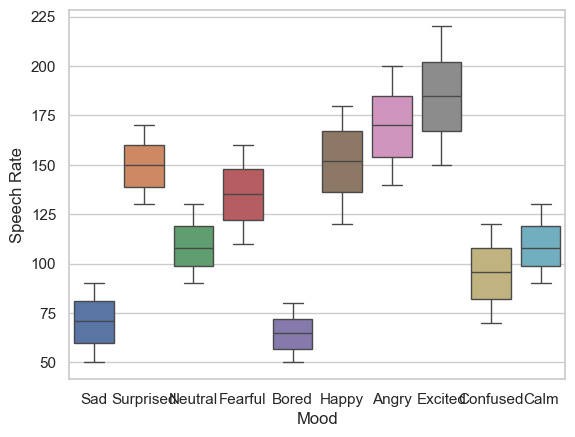 225
200
175
150
125
100
75
50
Speech Rate
Sad Surprised Neutral Fearful Bored Happy Angry Excited Confused Calm
Mood